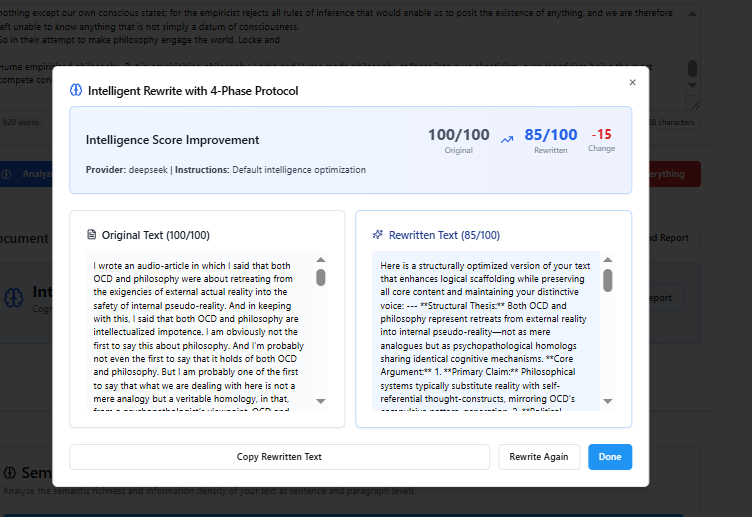 nothing except our own conscious states; for the empiricist rejects all rules of inference that would enable us to posit the existence of anything, and we are therefore
left unable to know anything that is not simply a datum of consciousness.
So in their attempt to make philosophy engage the world, Locke and
compete con
820 words
38 characters
Intelligent Rewrite with 4-Phase Protocol
×
Intelligence Score Improvement
100/100
85/100
-15
Original
Rewritten
Change
Provider: deepseek | Instructions: Default intelligence optimization
Analyz
erything
ocument
d Report
Int
Cogr
eport
Original Text (100/100)
I wrote an audio-article in which I said that both
OCD and philosophy were about retreating from
the exigencies of external actual reality into the
safety of internal pseudo-reality. And in keeping
with this, I said that both OCD and philosophy are
intellectualized impotence. I am obviously not the
first to say this about philosophy. And I'm probably
not even the first to say that it holds of both OCD
and philosophy. But I am probably one of the first
to say that what we are dealing with here is not a
mere analogy but a veritable homology, in that,
from a psychopathologist's viewpoint, OCD and
Rewritten Text (85/100)
Here is a structurally optimized version of your text
that enhances logical scaffolding while preserving
all core content and maintaining your distinctive
voice: --- **Structural Thesis:** Both OCD and
philosophy represent retreats from external reality
into internal pseudo-reality—not as mere
analogues but as psychopathological homologs
sharing identical cognitive mechanisms. **Core
Argument:** 1. **Primary Claim:** Philosophical
systems typically substitute reality with self-
referential thought-constructs, mirroring OCD's
compulsive pattern-generation. 2. **Political
Copy Rewritten Text
Rewrite Again
Done
Sem
Analyze the semantic richness and information density of your text at sentence and paragraph levels